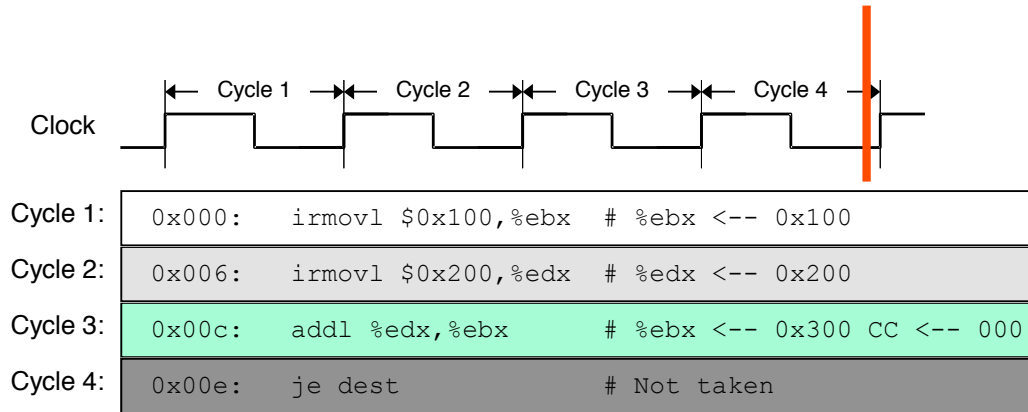 Cycle 1 Cycle 2 Cycle 3 Cycle 4
Clock
Cycle 1: 0x000: irmovl $0x100,%ebx # %ebx <-- 0x100
Cycle 2: 0x006: irmovl $0x200,%edx # %edx <-- 0x200
Cycle 3: 0x00c: addl %edx,%ebx # %ebx <-- 0x300 CC <-- 000
Cycle 4: 0x00e: je dest # Not taken